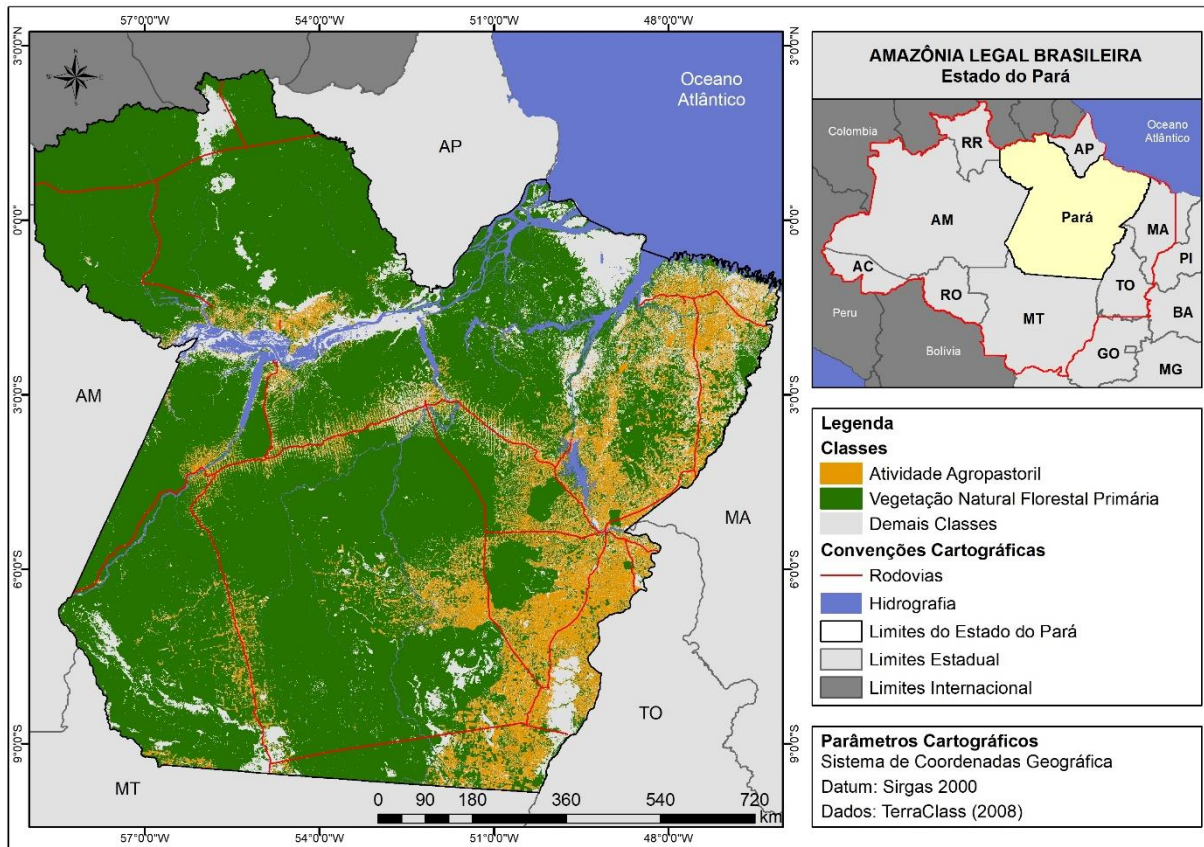 57°0'0"W 54°0'0"W 51°0'0"W 48°0'0"W
3°0'0"N
0°0'0"
3°0'0"S
6°0'0"S
9°0'0"S
3°0'0"N
0°0'0"
3°0'0"S
6°0'0"S
9°0'0"S
N
Oceano
Atlântico
AP
AM
MA
TO
MT
0 90 180 360 540 720
km
57°0'0"W 54°0'0"W 51°0'0"W 48°0'0"W
AMAZÔNIA LEGAL BRASILEIRA
Estado do Pará
Colombia
RR
AP
Oceano
Atlântico
AM
Pará
MA
PI
AC
RO
TO
BA
Peru
MT
Bolivia
GO
MG
Legenda
Classes
Atividade Agropastoril
Vegetação Natural Florestal Primária
Demais Classes
Convenções Cartográficas
Rodovias
Hidrografia
Limites do Estado do Pará
Limites Estadual
Limites Internacional
Parâmetros Cartográficos
Sistema de Coordenadas Geográfica
Datum: Sirgas 2000
Dados: TerraClass (2008)